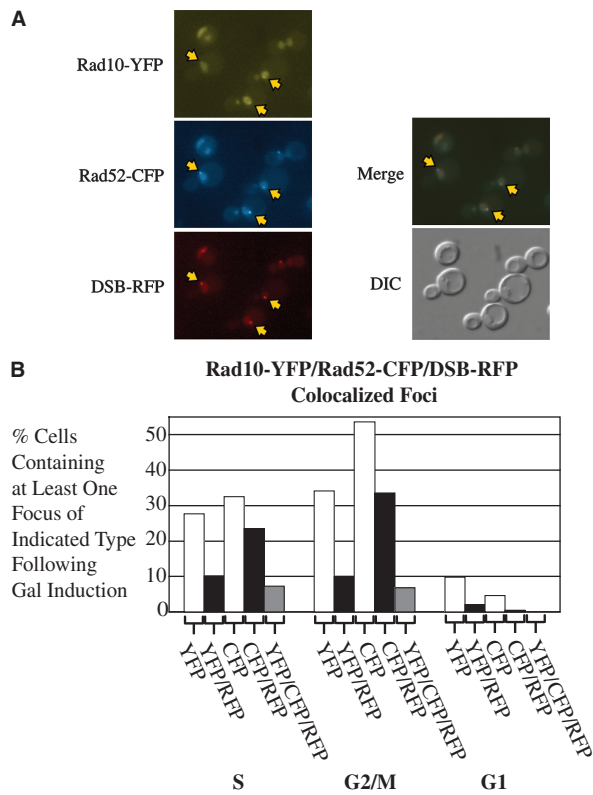 A
Rad10-YFP
Rad52-CFP
DSB-RFP
Merge
DIC
B
Rad10-YFP/Rad52-CFP/DSB-RFP
Colocalized Foci
% Cells
Containing
at Least One
Focus of
Indicated Type
Following
Gal Induction
50
40
30
20
10
0
YFP
YFP/RFP
CFP
CFP/RFP
YFP/CFP/RFP
YFP
YFP/RFP
CFP
CFP/RFP
YFP/CFP/RFP
YFP
YFP/RFP
CFP
CFP/RFP
YFP/CFP/RFP
S
G2/M
G1